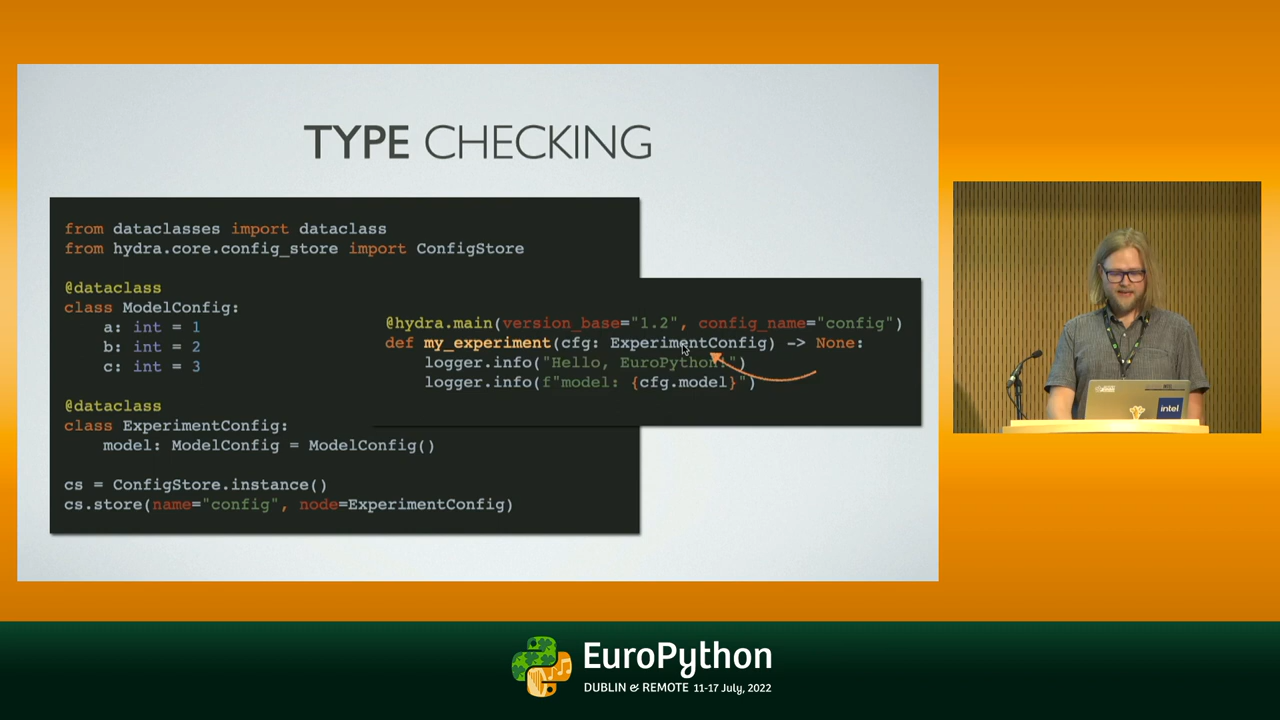 TYPE CHECKING
from dataclasses import dataclass
from hydra.core.config_store import ConfigStore
@dataclass
class ModelConfig:
a: int = 1
b: int = 2
c: int = 3
@dataclass
class ExperimentConfig:
model: ModelConfig = ModelConfig()
cs = ConfigStore.instance()
cs.store(name="config", node=ExperimentConfig)
@hydra.main(version_base="1.2", config_name="config")
def my_experiment(cfg: ExperimentConfig) -> None:
logger.info("Hello, EuroPython!")
logger.info(f"model: {cfg.model}")
intel
EuroPython
DUBLIN & REMOTE 11-17 July, 2022